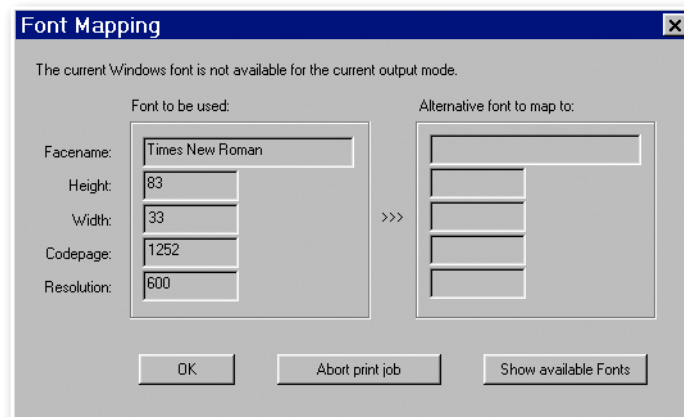 Font Mapping
The current Windows font is not available for the current output mode.
Font to be used:
Alternative font to map to:
Facename: Times New Roman
Height: 83
Width: 33
>>>
Codepage: 1252
Resolution: 600
OK
Abort print job
Show available Fonts